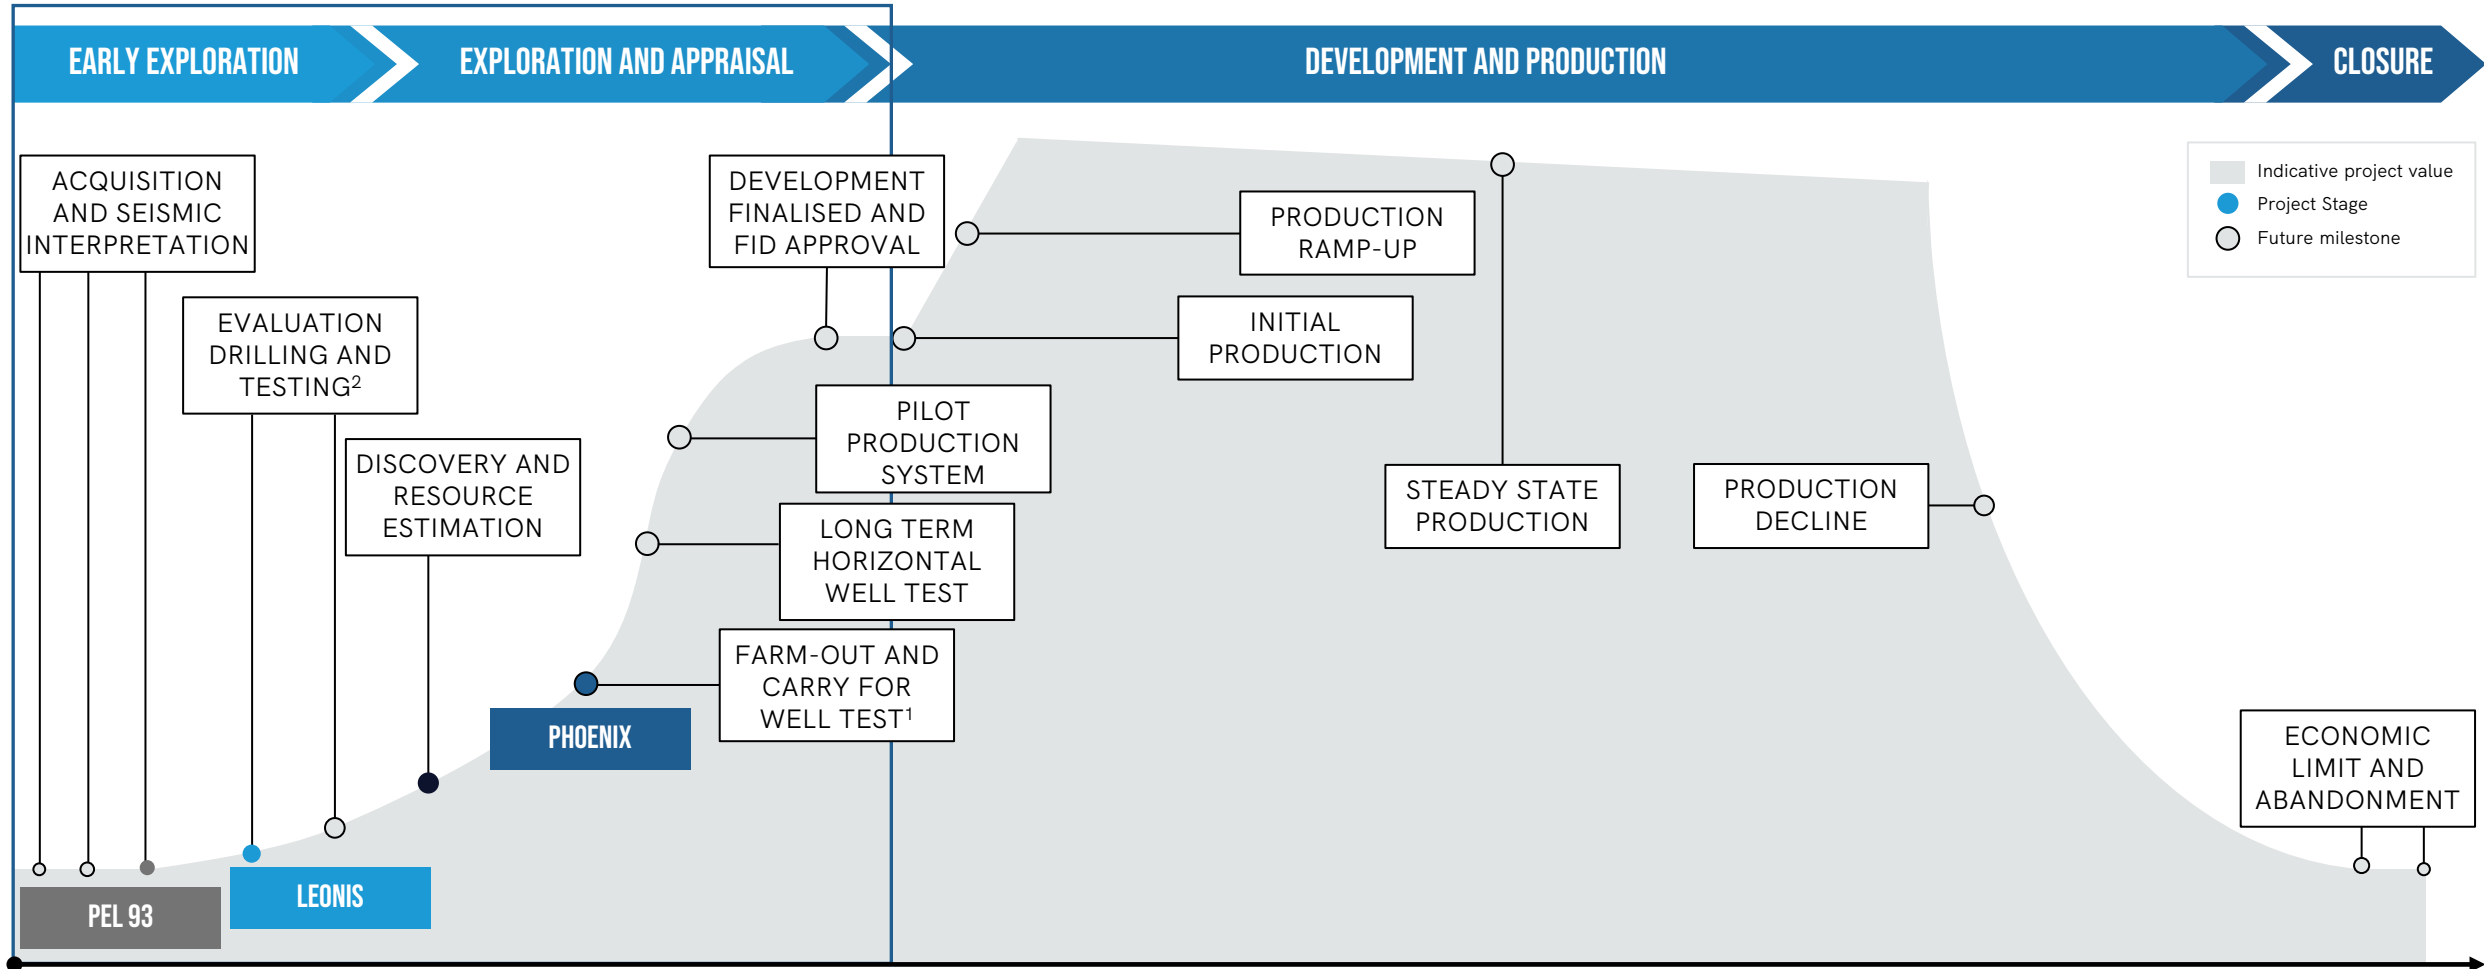 EARLY EXPLORATION
EXPLORATION AND APPRAISAL
DEVELOPMENT AND PRODUCTION
CLOSURE
ACQUISITION
AND SEISMIC
INTERPRETATION
EVALUATION
DRILLING AND
TESTING²
DISCOVERY AND
RESOURCE
ESTIMATION
DEVELOPMENT
FINALISED AND
FID APPROVAL
PILOT
PRODUCTION
SYSTEM
LONG TERM
HORIZONTAL
WELL TEST
FARM-OUT AND
CARRY FOR
WELL TEST¹
PRODUCTION
RAMP-UP
INITIAL
PRODUCTION
STEADY STATE
PRODUCTION
PRODUCTION
DECLINE
ECONOMIC
LIMIT AND
ABANDONMENT
Indicative project value
Project Stage
Future milestone
PHOENIX
LEONIS
PEL 93